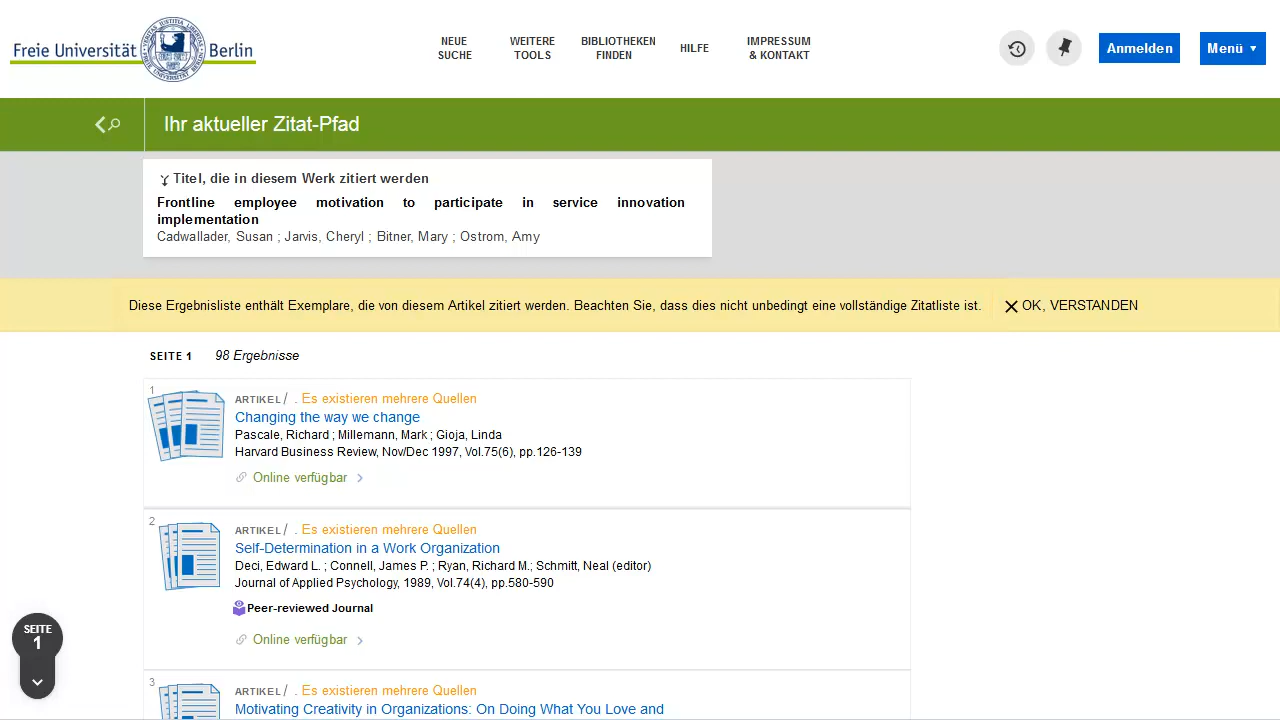 Freie Universität Berlin
NEUE SUCHE
WEITERE TOOLS
BIBLIOTHEKEN FINDEN
HILFE
IMPRESSUM & KONTAKT
Anmelden
Menü
Ihr aktueller Zitat-Pfad
Titel, die in diesem Werk zitiert werden
Frontline employee motivation to participate in service innovation
implementation
Cadwallader, Susan ; Jarvis, Cheryl ; Bitner, Mary ; Ostrom, Amy
Diese Ergebnisliste enthält Exemplare, die von diesem Artikel zitiert werden. Beachten Sie, dass dies nicht unbedingt eine vollständige Zitatliste ist.
OK, VERSTANDEN
SEITE 1 98 Ergebnisse
1
ARTIKEL / . Es existieren mehrere Quellen
Changing the way we change
Pascale, Richard ; Millemann, Mark ; Gioja, Linda
Harvard Business Review, Nov/Dec 1997, Vol.75(6), pp.126-139
Online verfügbar
2
ARTIKEL / . Es existieren mehrere Quellen
Self-Determination in a Work Organization
Deci, Edward L. ; Connell, James P. ; Ryan, Richard M.; Schmitt, Neal (editor)
Journal of Applied Psychology, 1989, Vol.74(4), pp.580-590
Peer-reviewed Journal
Online verfügbar
3
ARTIKEL / . Es existieren mehrere Quellen
Motivating Creativity in Organizations: On Doing What You Love and
SEITE
1